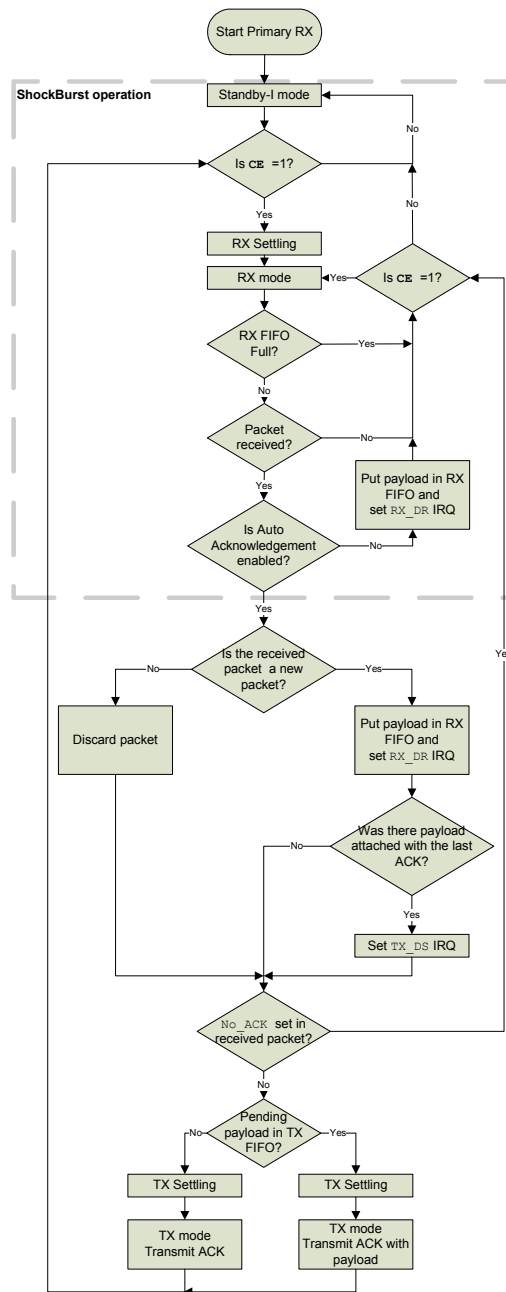 Start Primary RX
ShockBurst operation
Standby-I mode
No
Is CE =1?
No
Yes
RX Settling
RX mode
Yes
Is CE =1?
RX FIFO
Full?
Yes
No
Packet
received?
No
Put payload in RX
FIFO and
set RX_DR IRQ
Yes
Is Auto
Acknowledgement
enabled?
No
Yes
Is the received
packet a new
packet?
No
Yes
Discard packet
Put payload in RX
FIFO and
set RX_DR IRQ
Was there payload
attached with the last
ACK?
No
Yes
Set TX_DS IRQ
No_ACK set in
received packet?
No
Pending
payload in TX
FIFO?
No
Yes
TX Settling
TX Settling
TX mode
Transmit ACK
TX mode
Transmit ACK with
payload